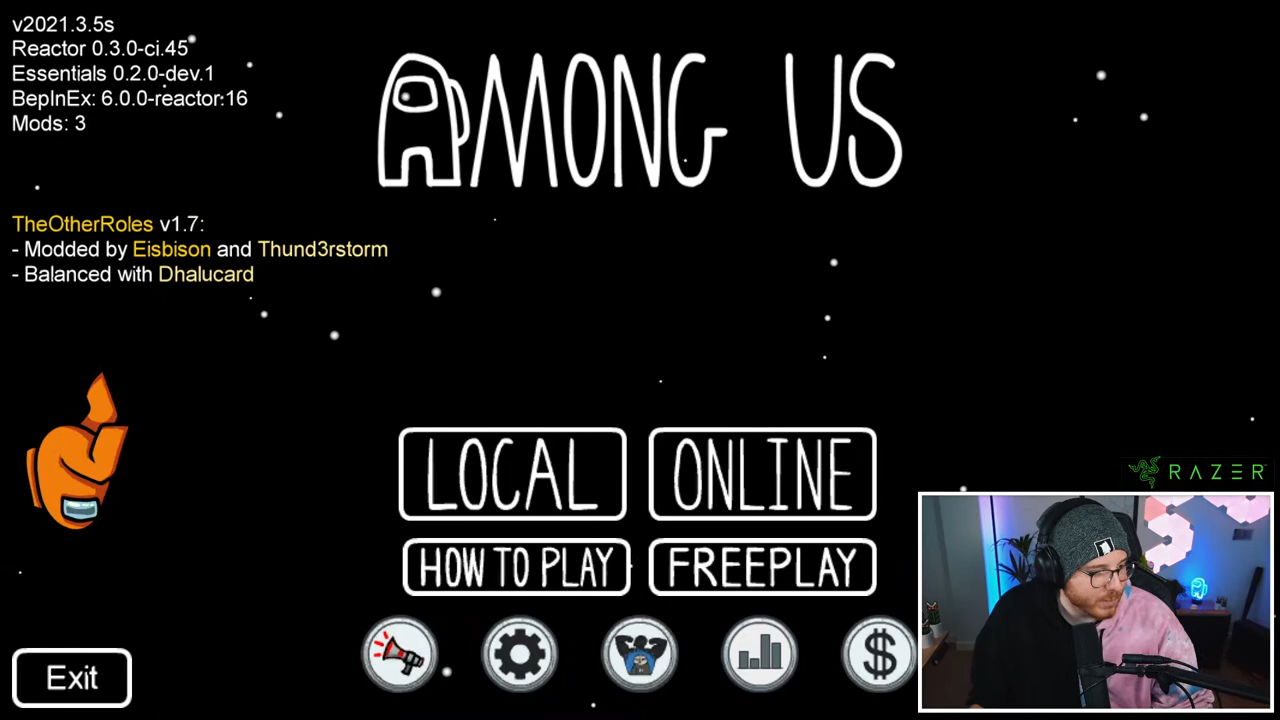 v2021.3.5s
Reactor 0.3.0-ci.45
Essentials 0.2.0-dev.1
BepInEx: 6.0.0-reactor.16
Mods: 3
AMONG US
TheOtherRoles v1.7:
- Modded by Eisbison and Thund3rstorm
- Balanced with Dhalucard
LOCAL
ONLINE
RAZER
HOW TO PLAY
FREEPLAY
$
Exit